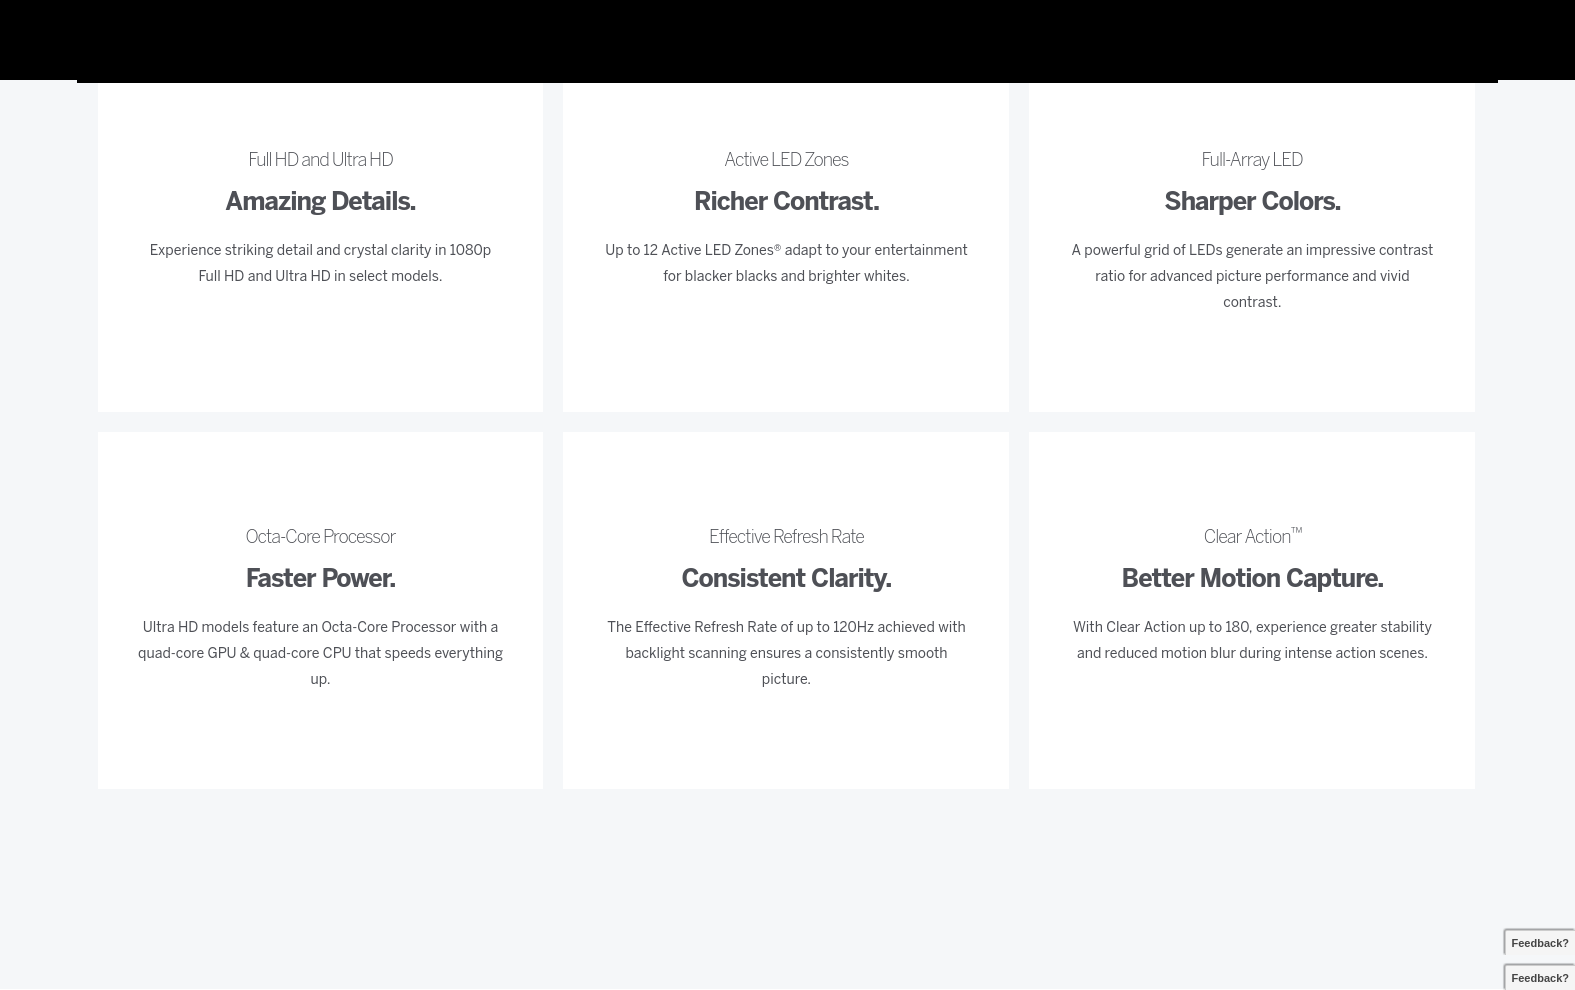 Full HD and Ultra HD
Amazing Details.
Experience striking detail and crystal clarity in 1080p
Full HD and Ultra HD in select models.
Active LED Zones
Richer Contrast.
Up to 12 Active LED Zones® adapt to your entertainment
for blacker blacks and brighter whites.
Full-Array LED
Sharper Colors.
A powerful grid of LEDs generate an impressive contrast
ratio for advanced picture performance and vivid
contrast.
Octa-Core Processor
Faster Power.
Ultra HD models feature an Octa-Core Processor with a
quad-core GPU & quad-core CPU that speeds everything
up.
Effective Refresh Rate
Consistent Clarity.
The Effective Refresh Rate of up to 120Hz achieved with
backlight scanning ensures a consistently smooth
picture.
Clear Action™
Better Motion Capture.
With Clear Action up to 180, experience greater stability
and reduced motion blur during intense action scenes.
Feedback?
Feedback?